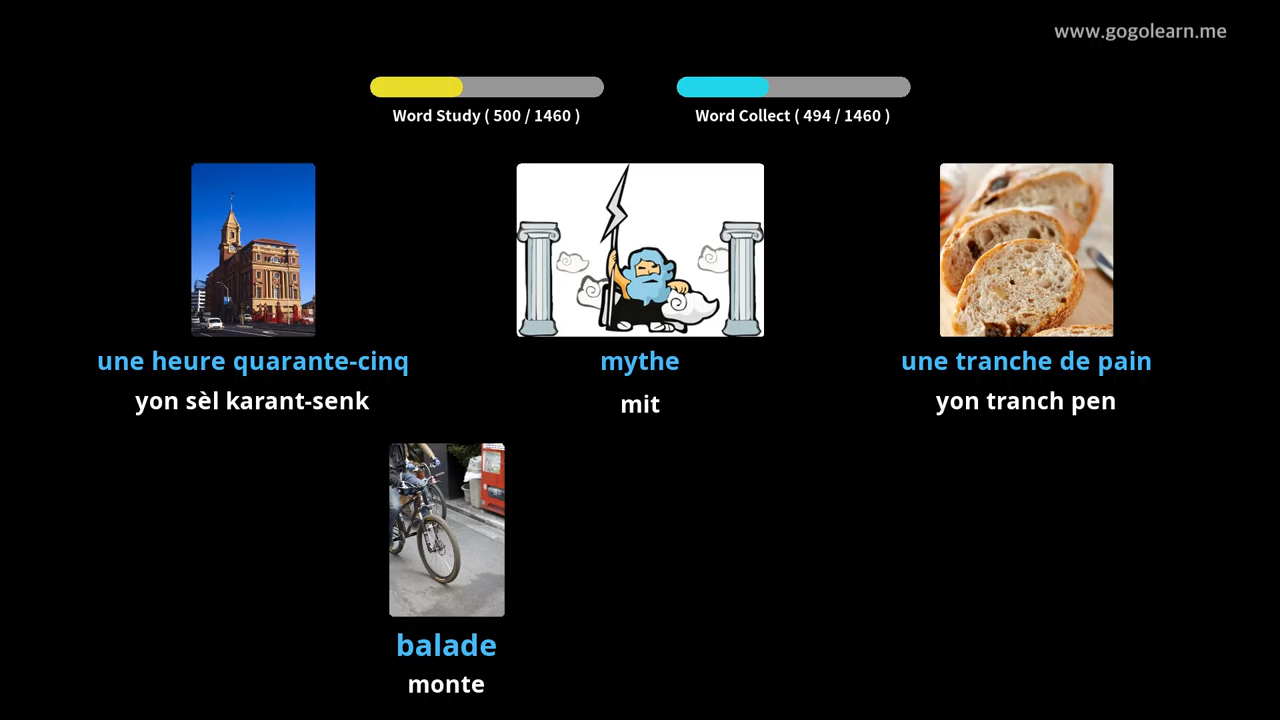 www.gogolearn.me
Word Study ( 500 / 1460 )
Word Collect ( 494 / 1460 )
une heure quarante-cinq
yon sèl karant-senk
mythe
mit
une tranche de pain
yon tranch pen
balade
monte